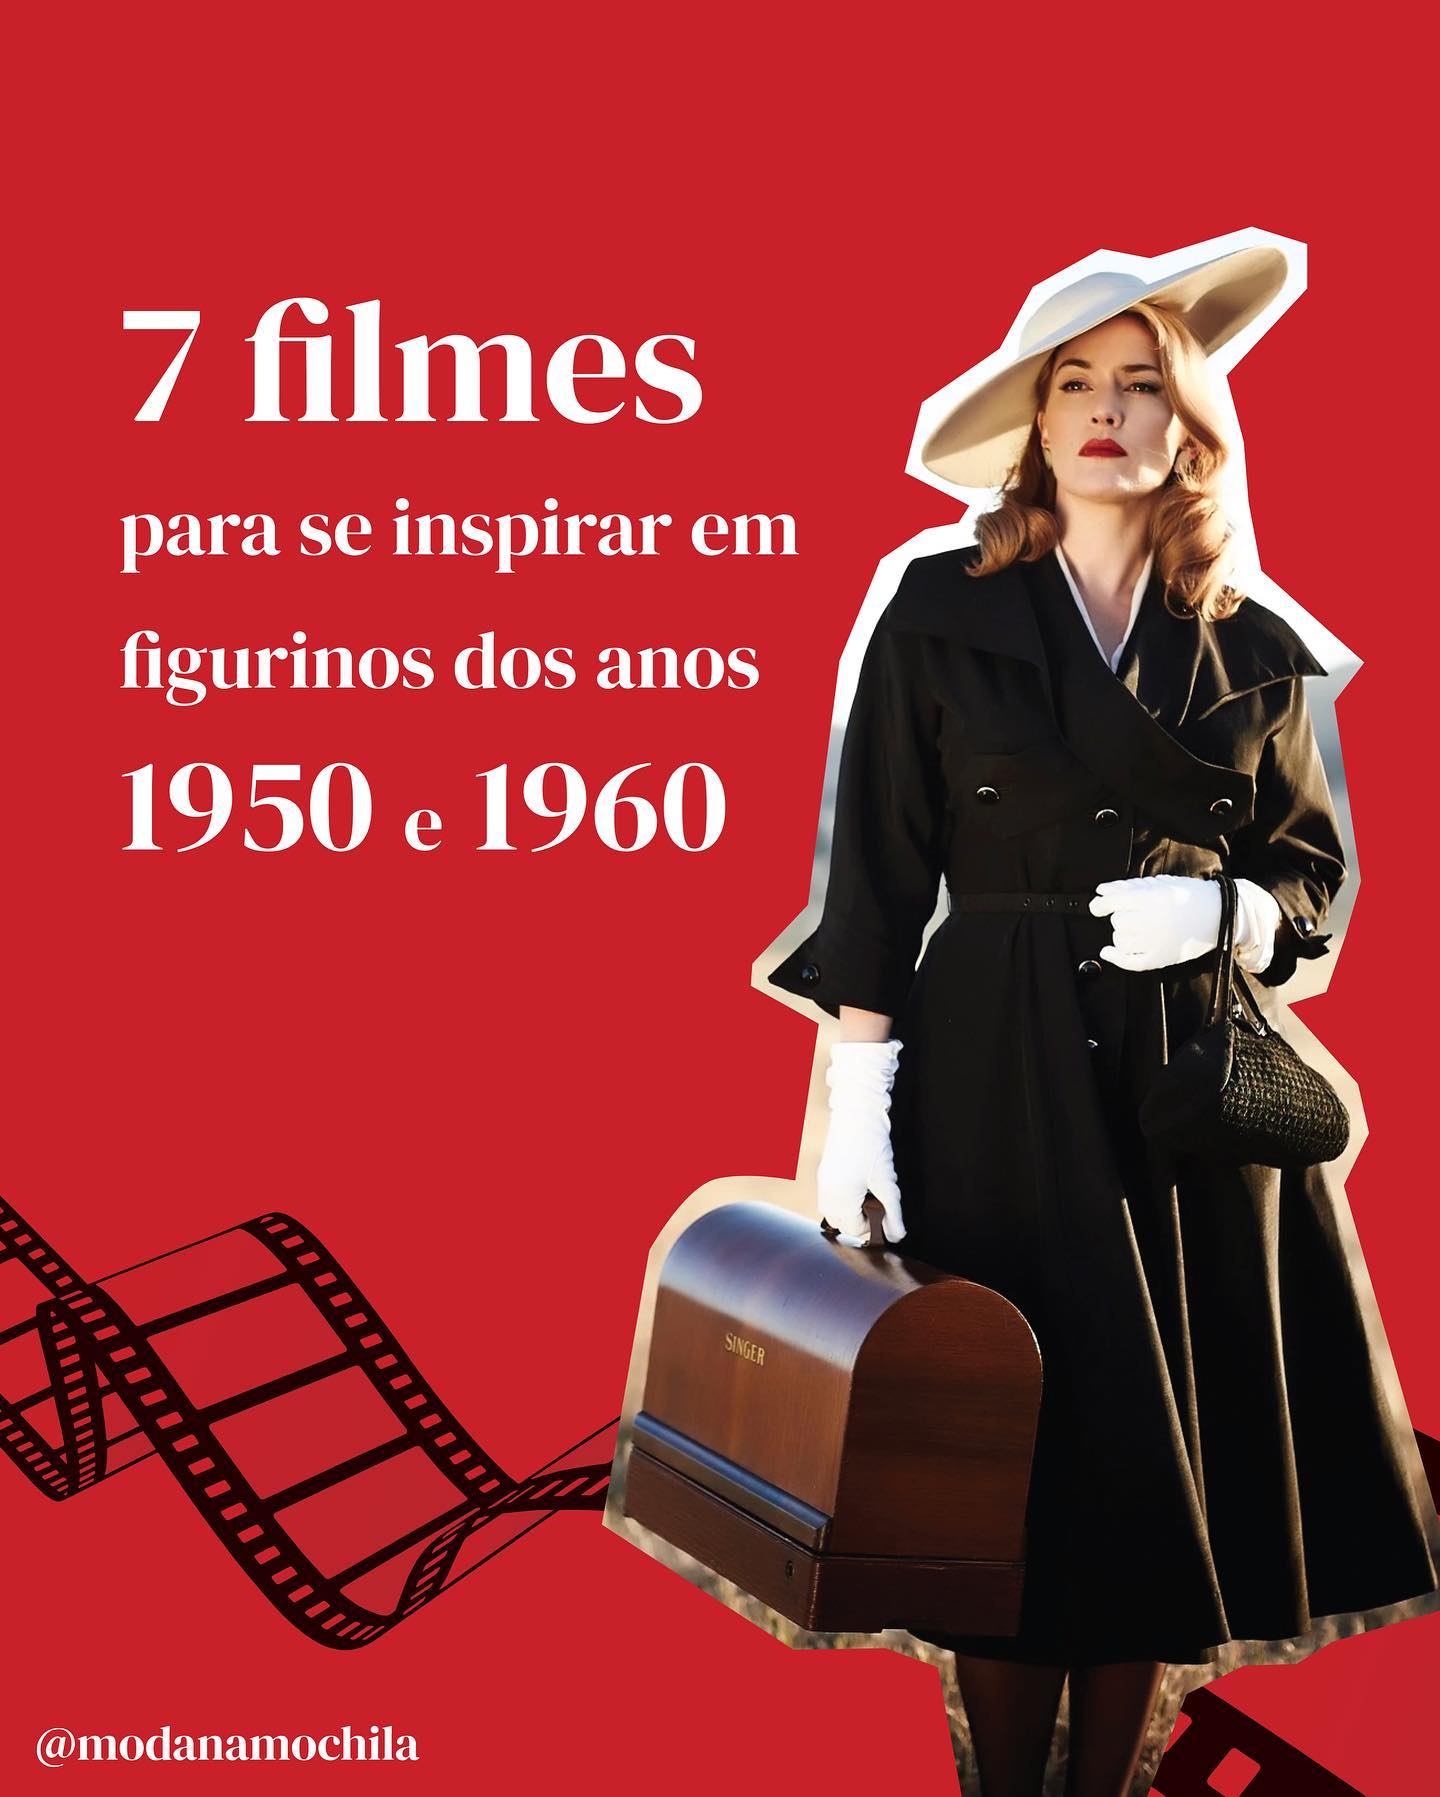 7 filmes
para se inspirar em
figurinos dos anos
1950 e 1960
SINGER
@modanamochila